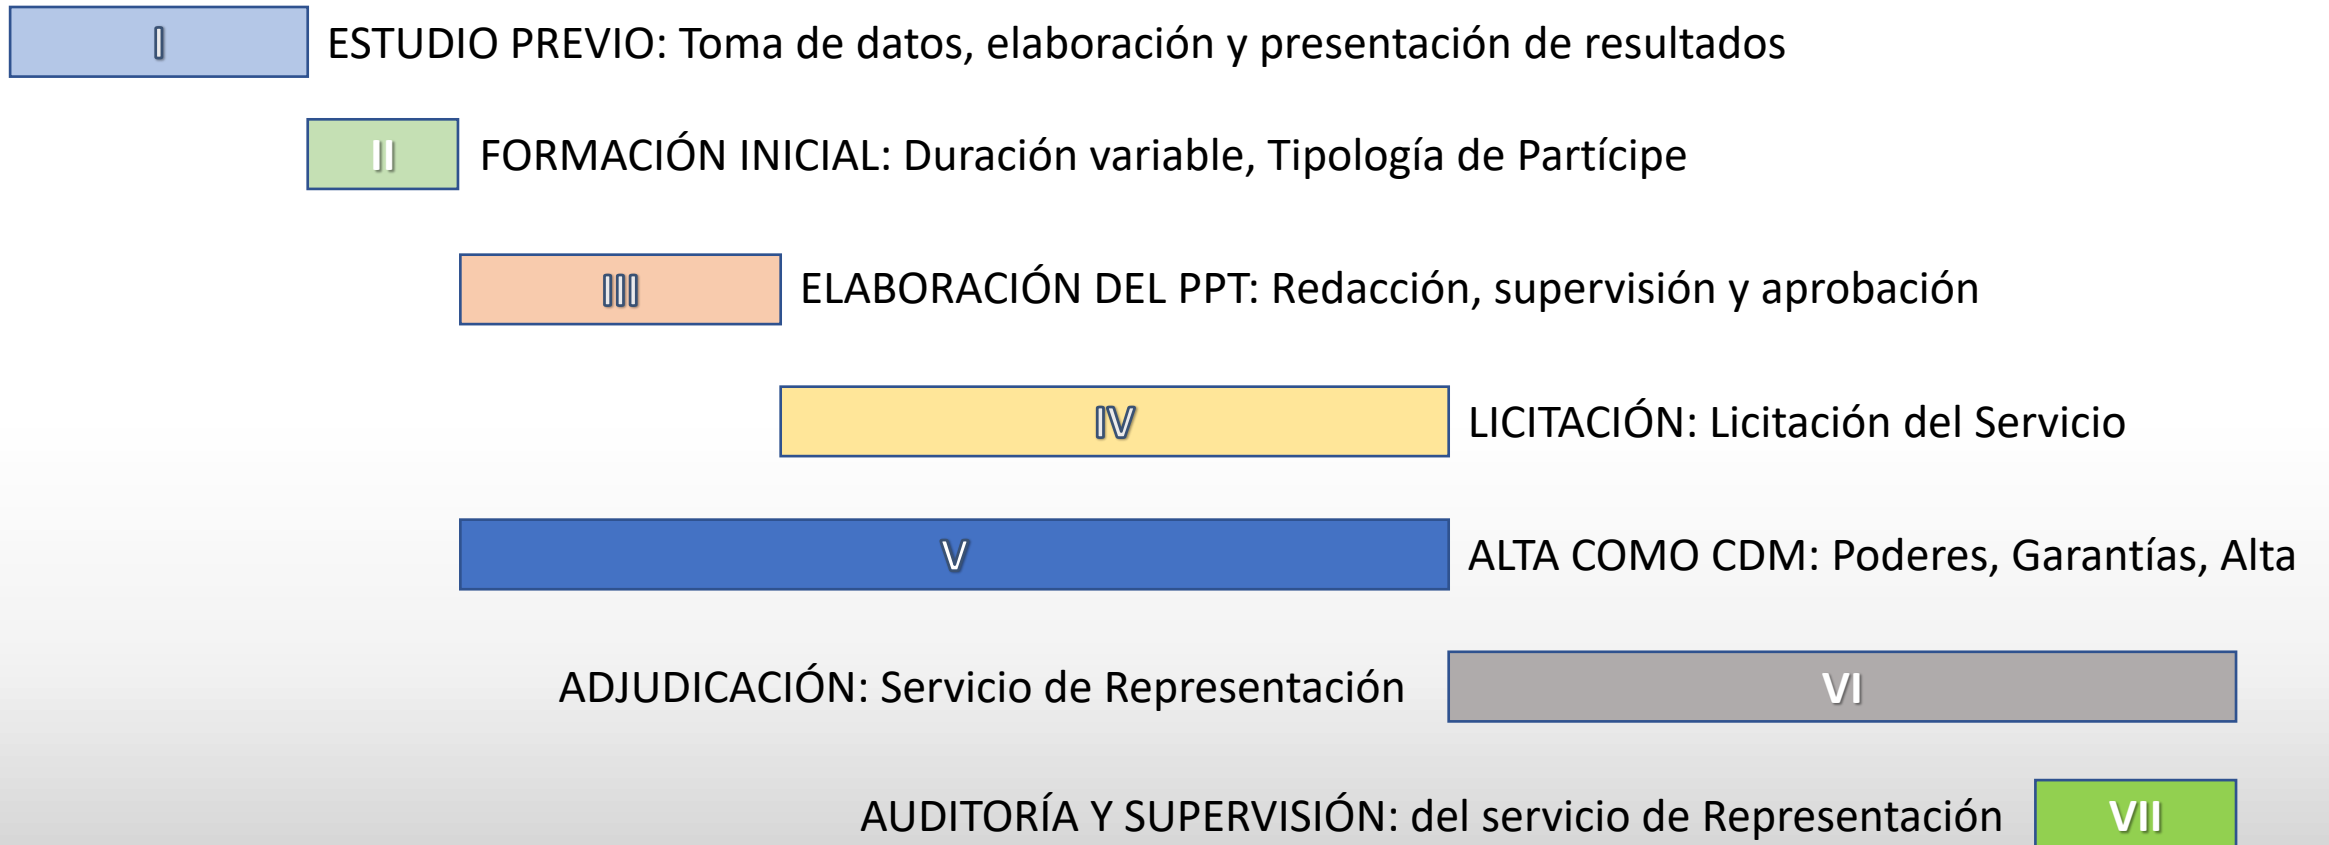 I ESTUDIO PREVIO: Toma de datos, elaboración y presentación de resultados
II FORMACIÓN INICIAL: Duración variable, Tipología de Partícipe
III ELABORACIÓN DEL PPT: Redacción, supervisión y aprobación
IV LICITACIÓN: Licitación del Servicio
V ALTA COMO CDM: Poderes, Garantías, Alta
ADJUDICACIÓN: Servicio de Representación VI
AUDITORÍA Y SUPERVISIÓN: del servicio de Representación VII